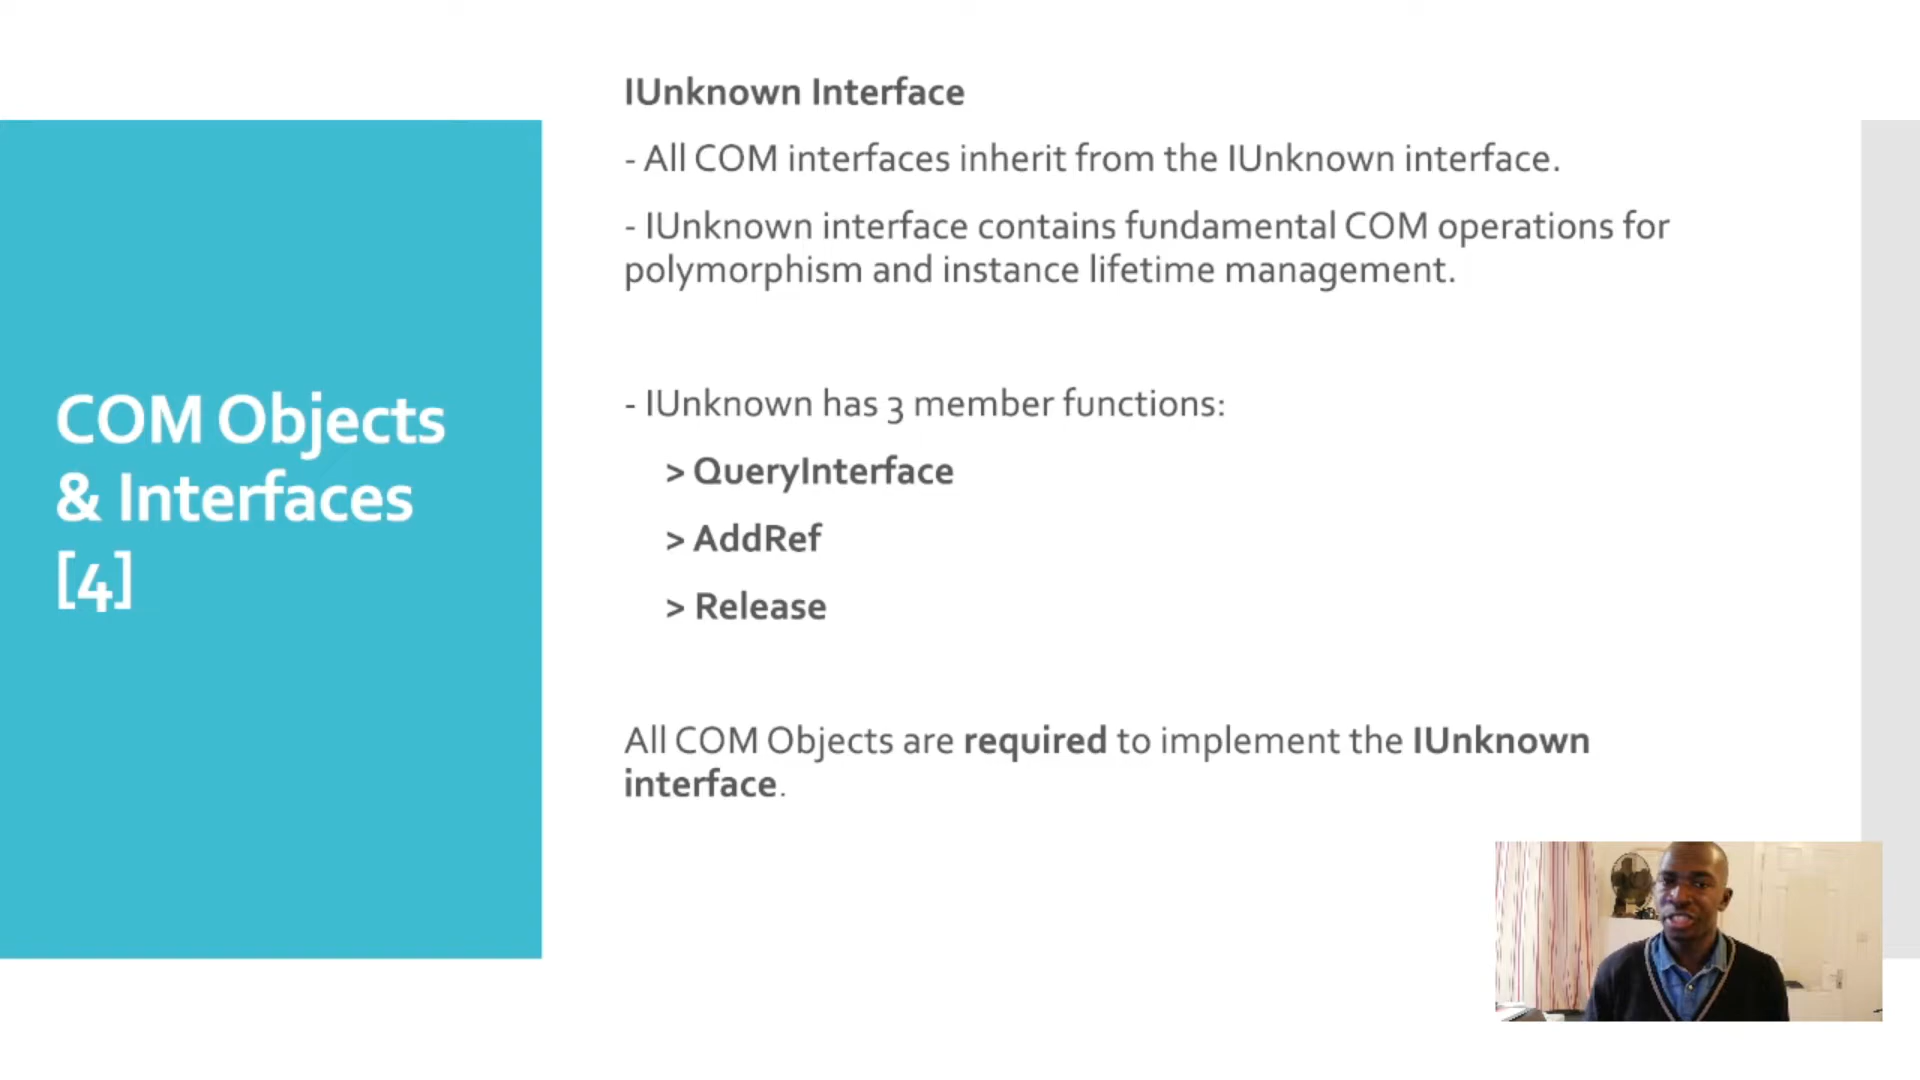 COM Objects
& Interfaces
[4]
IUnknown Interface
- All COM interfaces inherit from the IUnknown interface.
- IUnknown interface contains fundamental COM operations for
polymorphism and instance lifetime management.
- IUnknown has 3 member functions:
> QueryInterface
> AddRef
> Release
All COM Objects are required to implement the IUnknown
interface.